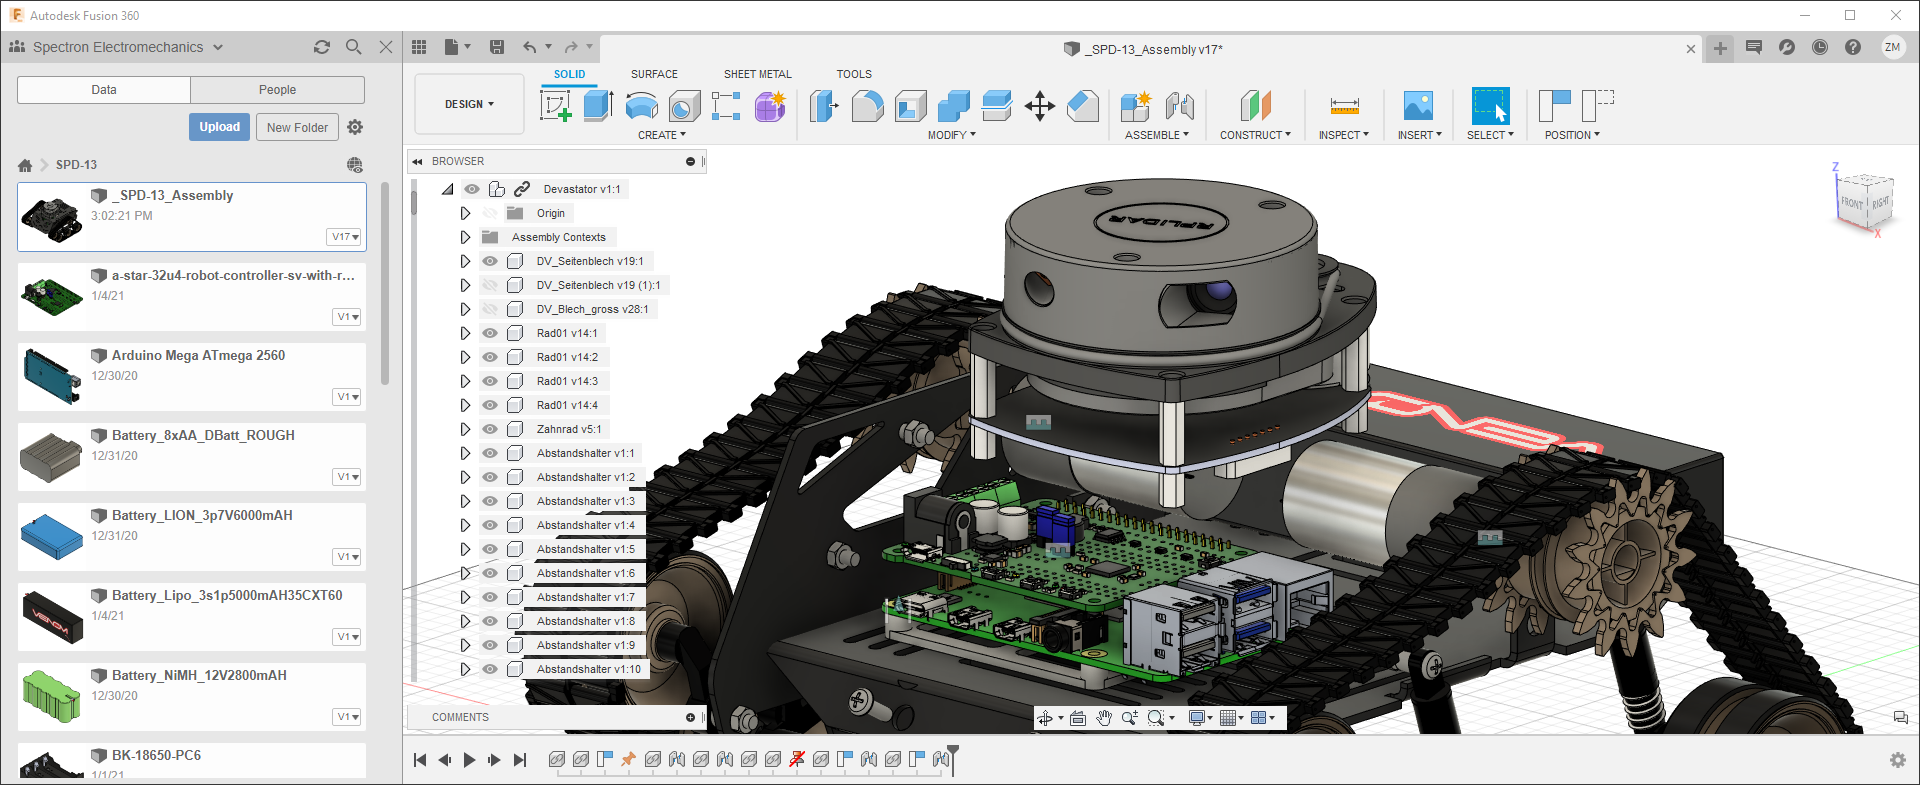 Autodesk Fusion 360
Spectron Electromechanics
_SPD-13_Assembly v17*
ZM
Data
People
Upload
New Folder
SPD-13
_SPD-13_Assembly
3:02:21 PM
V17
a-star-32u4-robot-controller-sv-with-r...
1/4/21
V1
Arduino Mega ATmega 2560
12/30/20
V1
Battery_8xAA_DBatt_ROUGH
12/31/20
V1
Battery_LION_3p7V6000mAH
12/31/20
V1
Battery_Lipo_3s1p5000mAH35CXT60
1/4/21
V1
Battery_NiMH_12V2800mAH
12/30/20
V1
BK-18650-PC6
1/1/21
DESIGN
SOLID
SURFACE
SHEET METAL
TOOLS
CREATE
MODIFY
ASSEMBLE
CONSTRUCT
INSPECT
INSERT
SELECT
POSITION
BROWSER
Devastator v1:1
Origin
Assembly Contexts
DV_Seitenblech v19:1
DV_Seitenblech v19 (1):1
DV_Blech_gross v28:1
Rad01 v14:1
Rad01 v14:2
Rad01 v14:3
Rad01 v14:4
Zahnrad v5:1
Abstandshalter v1:1
Abstandshalter v1:2
Abstandshalter v1:3
Abstandshalter v1:4
Abstandshalter v1:5
Abstandshalter v1:6
Abstandshalter v1:7
Abstandshalter v1:8
Abstandshalter v1:9
Abstandshalter v1:10
COMMENTS
RPLIDAR
VENOM
Z
FRONT
RIGHT
X